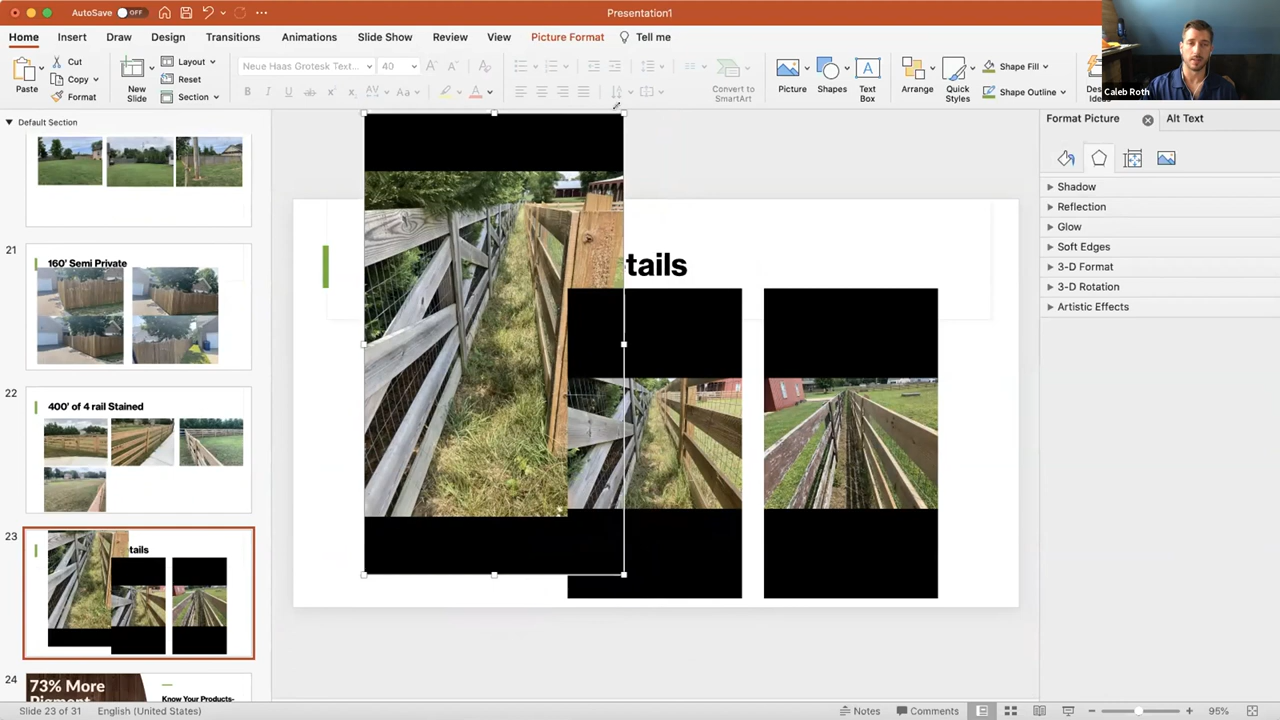 AutoSave OFF
Presentation1
Home Insert Draw Design Transitions Animations Slide Show Review View Picture Format Tell me
Paste
Cut
Copy
Format
New Slide
Layout
Reset
Section
Neue Haas Grotesk Text... 40
Convert to SmartArt
Picture
Shapes
Text Box
Arrange
Quick Styles
Shape Fill
Shape Outline
Caleb Roth
Default Section
21
160' Semi Private
22
400' of 4 rail Stained
23
tails
24
73% More
Know Your Products-
tails
Format Picture
Alt Text
Shadow
Reflection
Glow
Soft Edges
3-D Format
3-D Rotation
Artistic Effects
Slide 23 of 31 English (United States)
Notes Comments 95%